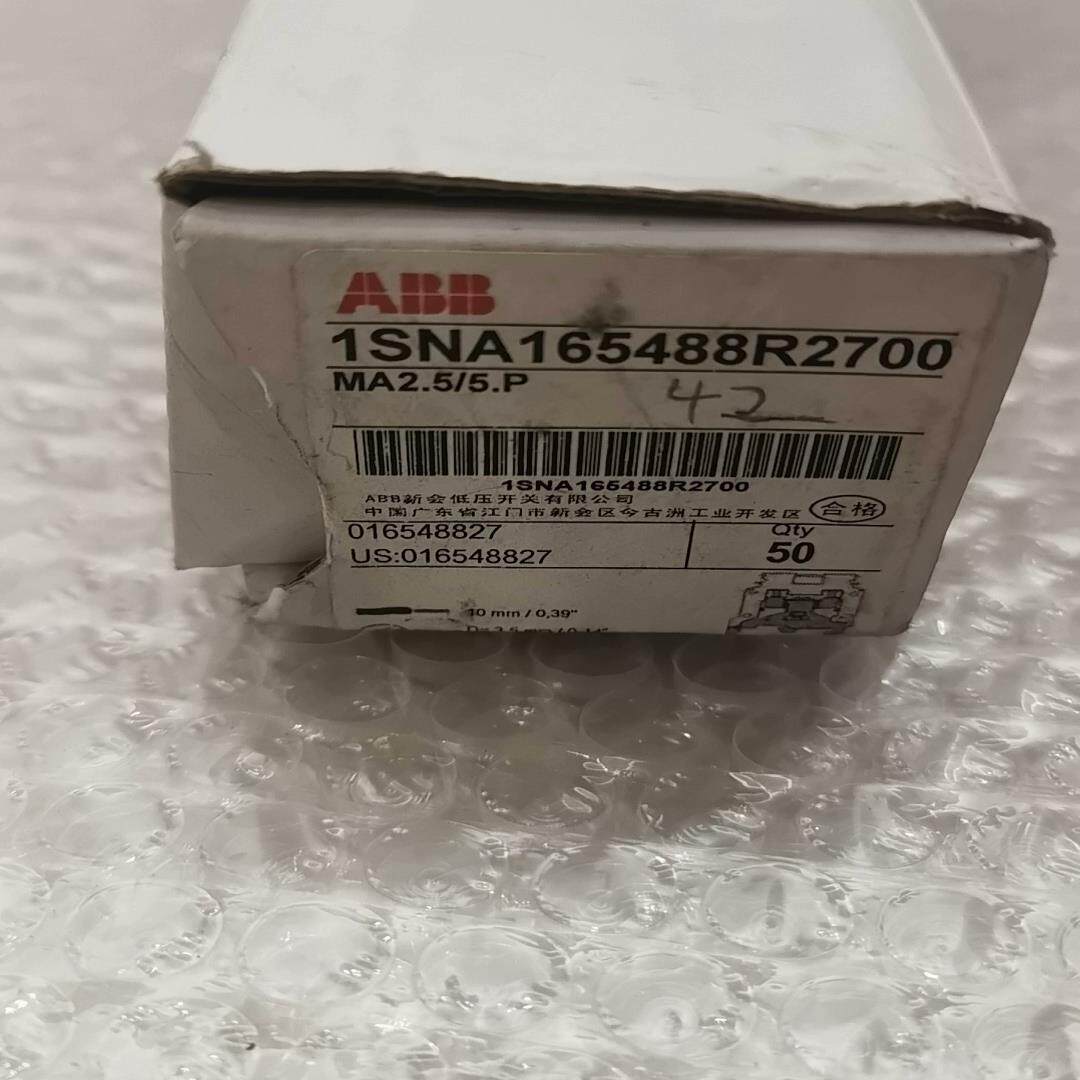 ABB
1SNA165488R2700
MA2.5/5.P
42
1SNA165488R2700
ABB新会低压开关有限公司
中国广东省江门市新会区今古洲工业开发区 合格
016548827
Qty
US:016548827
50
10 mm / 0,39"